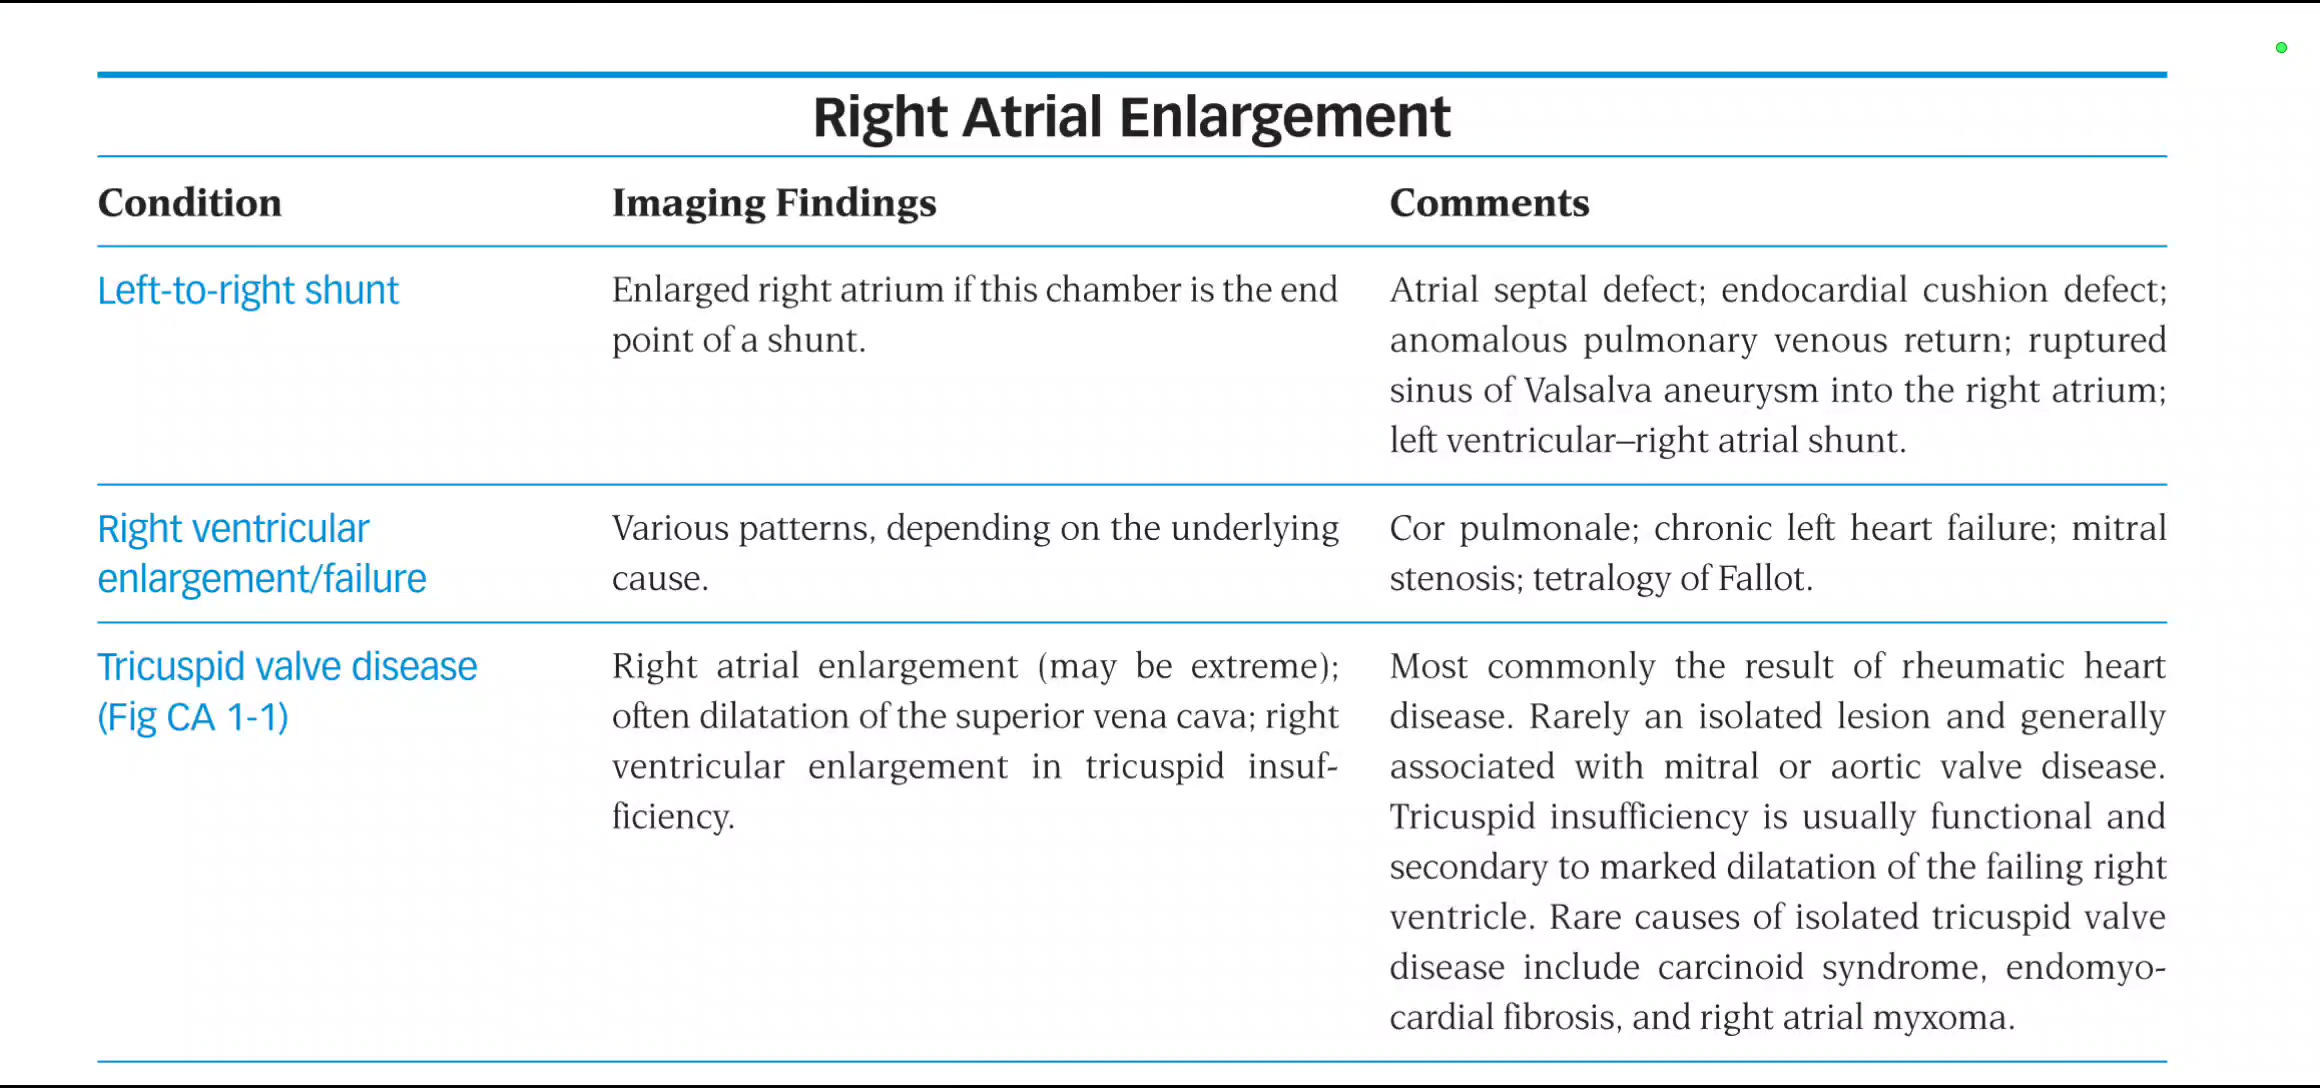 Right Atrial Enlargement
Condition
Imaging Findings
Comments
Left-to-right shunt
Enlarged right atrium if this chamber is the end
point of a shunt.
Atrial septal defect; endocardial cushion defect;
anomalous pulmonary venous return; ruptured
sinus of Valsalva aneurysm into the right atrium;
left ventricular–right atrial shunt.
Right ventricular
enlargement/failure
Various patterns, depending on the underlying
cause.
Cor pulmonale; chronic left heart failure; mitral
stenosis; tetralogy of Fallot.
Tricuspid valve disease
(Fig CA 1-1)
Right atrial enlargement (may be extreme);
often dilatation of the superior vena cava; right
ventricular enlargement in tricuspid insuf-
ficiency.
Most commonly the result of rheumatic heart
disease. Rarely an isolated lesion and generally
associated with mitral or aortic valve disease.
Tricuspid insufficiency is usually functional and
secondary to marked dilatation of the failing right
ventricle. Rare causes of isolated tricuspid valve
disease include carcinoid syndrome, endomyo-
cardial fibrosis, and right atrial myxoma.